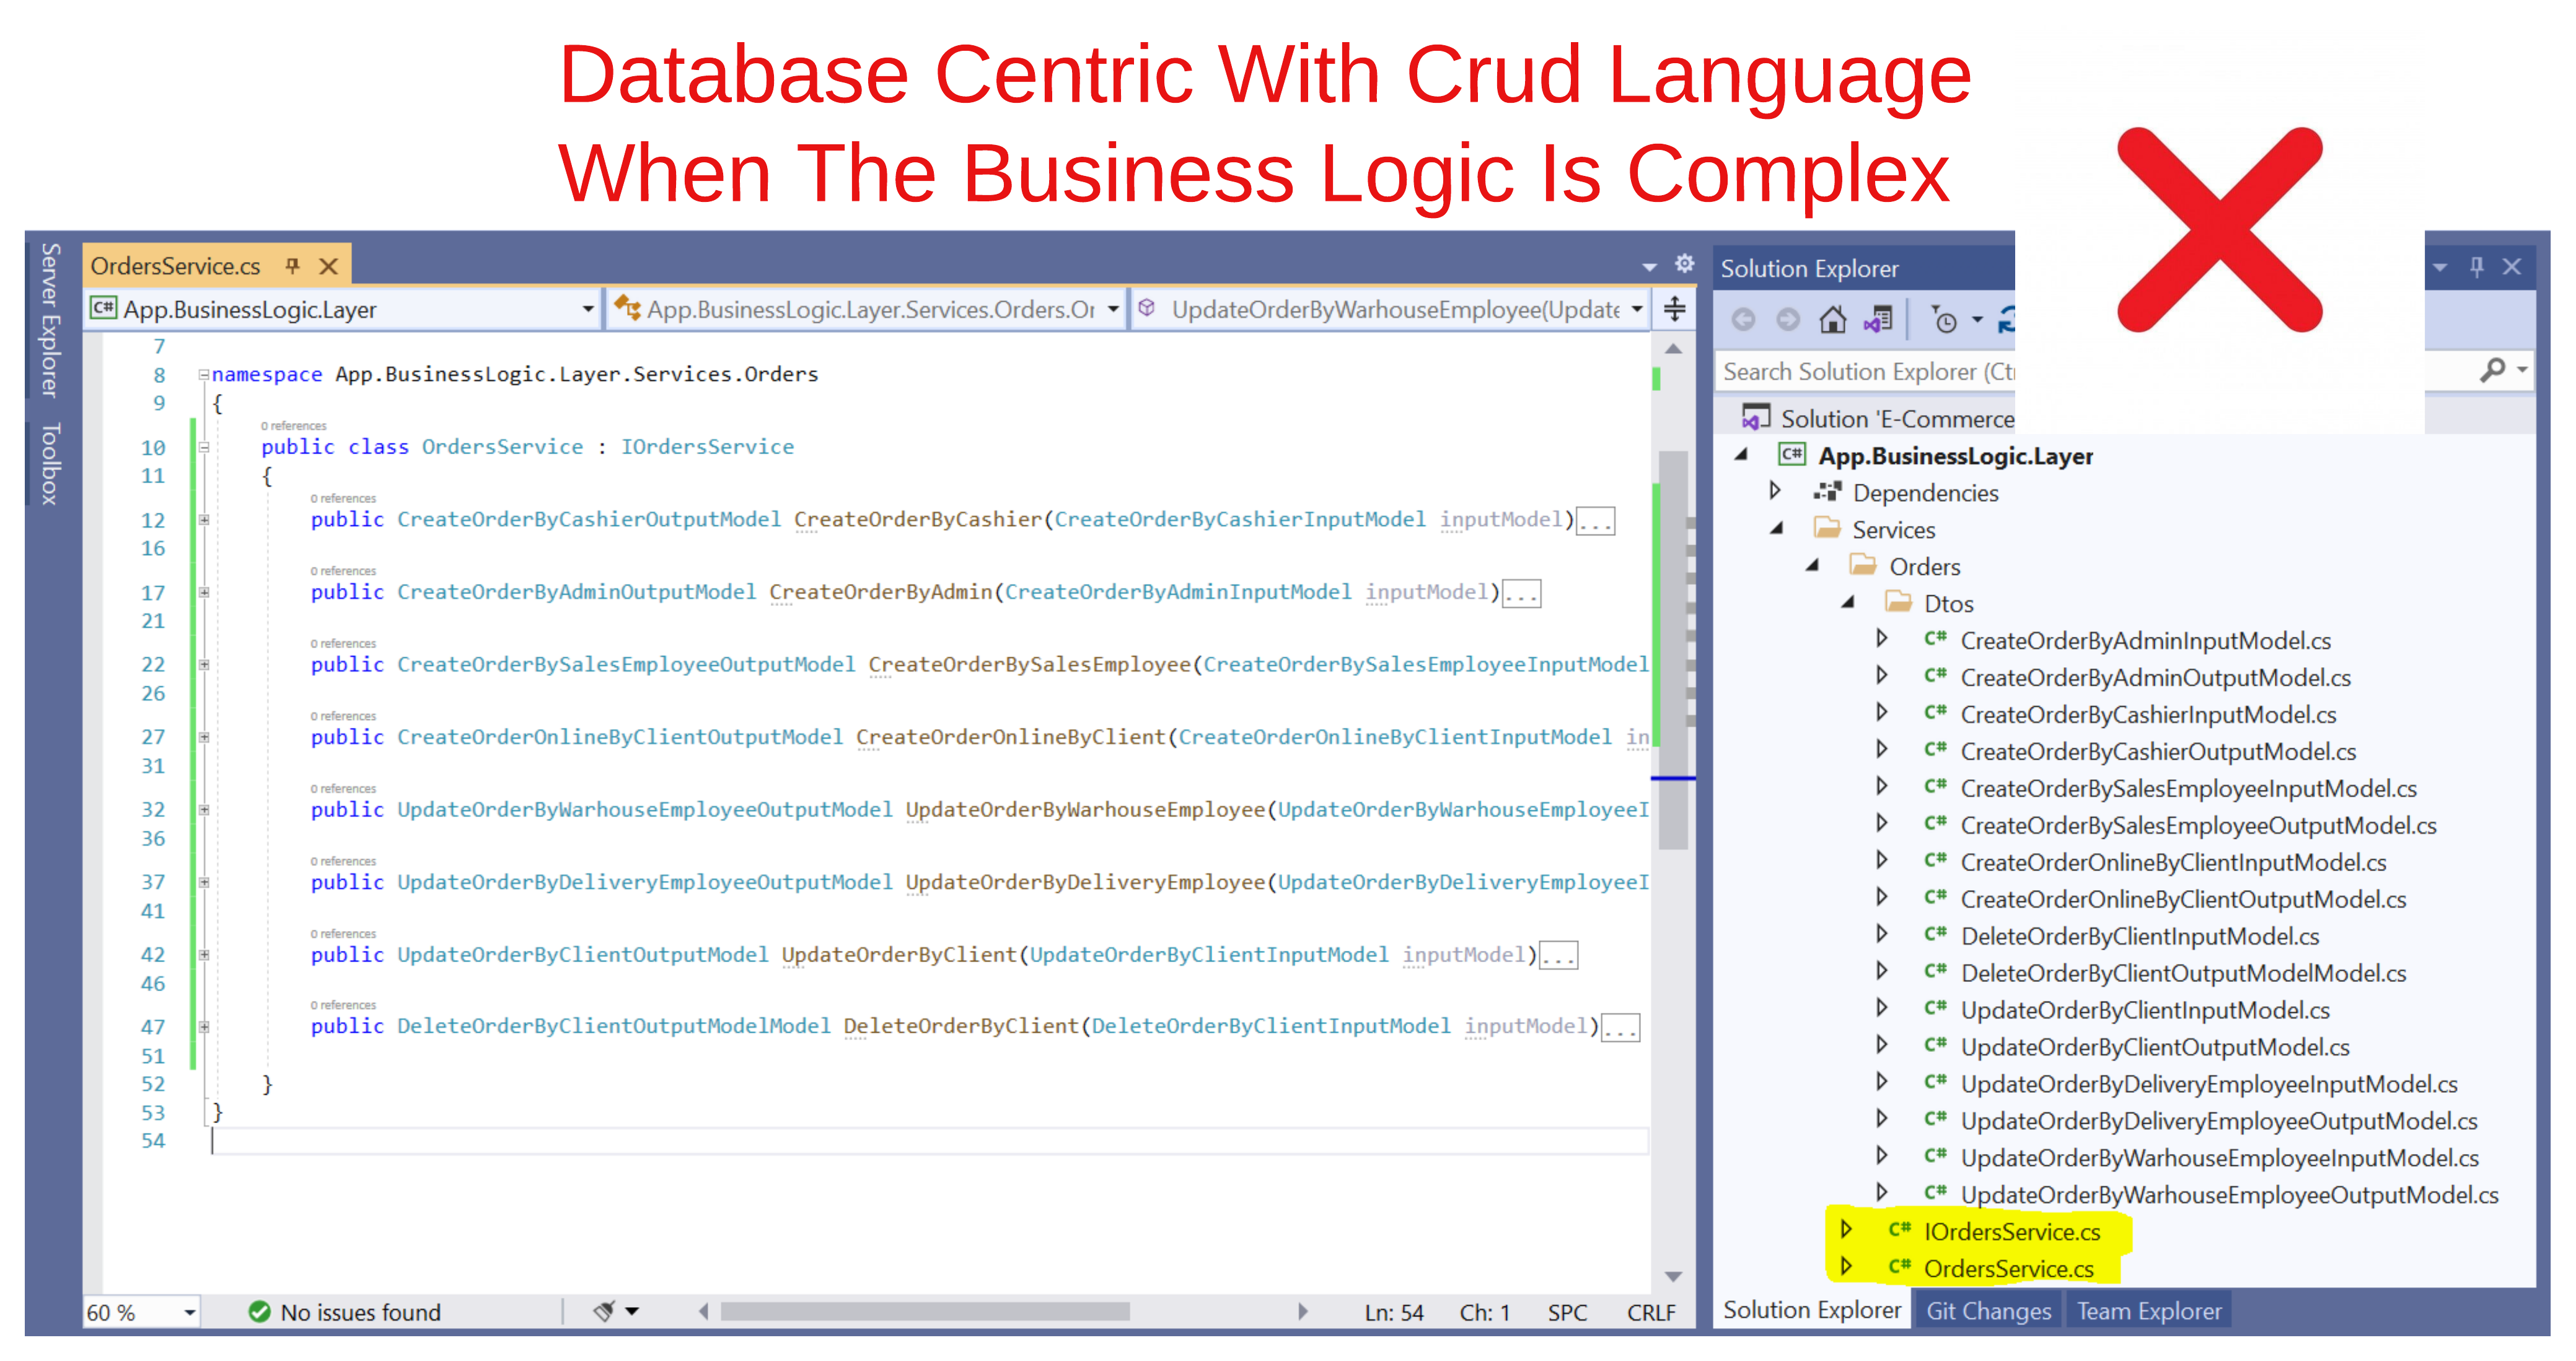 Database Centric With Crud Language
When The Business Logic Is Complex
Server Explorer
Toolbox
OrdersService.cs
C# App.BusinessLogic.Layer
App.BusinessLogic.Layer.Services.Orders.Or
UpdateOrderByWarhouseEmployee(Update
7
8 namespace App.BusinessLogic.Layer.Services.Orders
9 {
0 references
10 public class OrdersService : IOrdersService
11 {
0 references
12 public CreateOrderByCashierOutputModel CreateOrderByCashier(CreateOrderByCashierInputModel inputModel)...
16
0 references
17 public CreateOrderByAdminOutputModel CreateOrderByAdmin(CreateOrderByAdminInputModel inputModel)...
21
0 references
22 public CreateOrderBySalesEmployeeOutputModel CreateOrderBySalesEmployee(CreateOrderBySalesEmployeeInputModel
26
0 references
27 public CreateOrderOnlineByClientOutputModel CreateOrderOnlineByClient(CreateOrderOnlineByClientInputModel in
31
0 references
32 public UpdateOrderByWarhouseEmployeeOutputModel UpdateOrderByWarhouseEmployee(UpdateOrderByWarhouseEmployeeI
36
0 references
37 public UpdateOrderByDeliveryEmployeeOutputModel UpdateOrderByDeliveryEmployee(UpdateOrderByDeliveryEmployeeI
41
0 references
42 public UpdateOrderByClientOutputModel UpdateOrderByClient(UpdateOrderByClientInputModel inputModel)...
46
0 references
47 public DeleteOrderByClientOutputModelModel DeleteOrderByClient(DeleteOrderByClientInputModel inputModel)...
51
52 }
53 }
54
60 %
No issues found
Ln: 54 Ch: 1 SPC CRLF
Solution Explorer
Search Solution Explorer (Ct
Solution 'E-Commerce
C# App.BusinessLogic.Layer
Dependencies
Services
Orders
Dtos
C# CreateOrderByAdminInputModel.cs
C# CreateOrderByAdminOutputModel.cs
C# CreateOrderByCashierInputModel.cs
C# CreateOrderByCashierOutputModel.cs
C# CreateOrderBySalesEmployeeInputModel.cs
C# CreateOrderBySalesEmployeeOutputModel.cs
C# CreateOrderOnlineByClientInputModel.cs
C# CreateOrderOnlineByClientOutputModel.cs
C# DeleteOrderByClientInputModel.cs
C# DeleteOrderByClientOutputModelModel.cs
C# UpdateOrderByClientInputModel.cs
C# UpdateOrderByClientOutputModel.cs
C# UpdateOrderByDeliveryEmployeeInputModel.cs
C# UpdateOrderByDeliveryEmployeeOutputModel.cs
C# UpdateOrderByWarhouseEmployeeInputModel.cs
C# UpdateOrderByWarhouseEmployeeOutputModel.cs
C# IOrdersService.cs
C# OrdersService.cs
Solution Explorer Git Changes Team Explorer